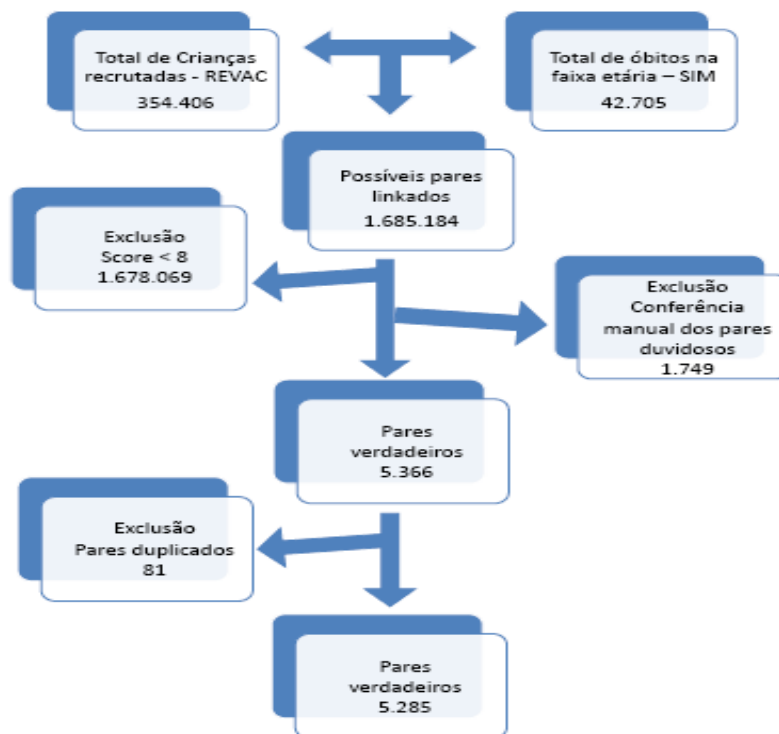 Total de Crianças
recrutadas - REVAC
354.406
Total de óbitos na
faixa etária – SIM
42.705
Possíveis pares
linkados
1.685.184
Exclusão
Score < 8
1.678.069
Exclusão
Conferência
manual dos pares
duvidosos
1.749
Pares
verdadeiros
5.366
Exclusão
Pares duplicados
81
Pares
verdadeiros
5.285